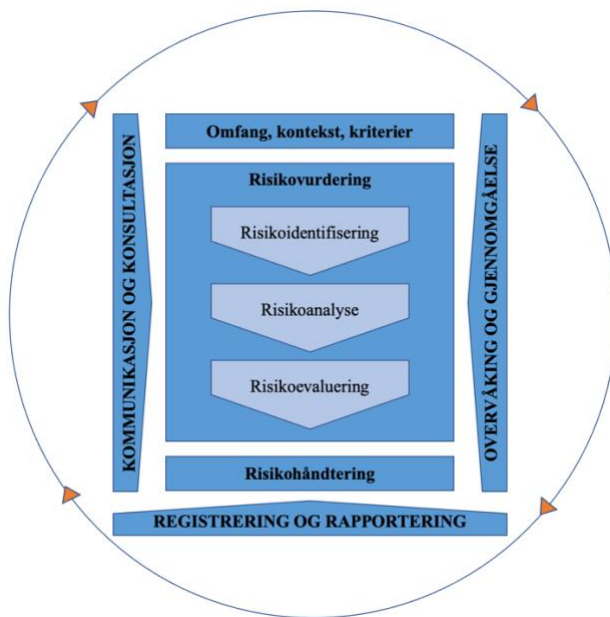 Omfang, kontekst, kriterier
Risikovurdering
Risikoidentifisering
Risikoanalyse
Risikoevaluering
Risikohåndtering
KOMMUNIKASJON OG KONSULTASJON
OVERVÅKING OG GJENNOMGÅELSE
REGISTRERING OG RAPPORTERING